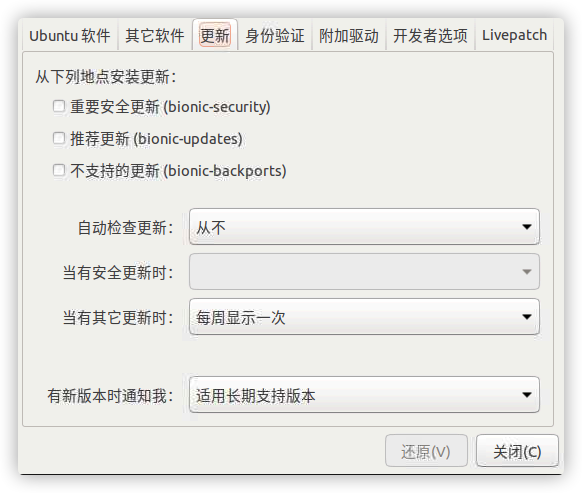 Ubuntu 软件 其它软件 更新 身份验证 附加驱动 开发者选项 Livepatch
从下列地点安装更新：
重要安全更新 (bionic-security)
推荐更新 (bionic-updates)
不支持的更新 (bionic-backports)
自动检查更新： 从不
当有安全更新时：
当有其它更新时： 每周显示一次
有新版本时通知我： 适用长期支持版本
还原(V) 关闭(C)